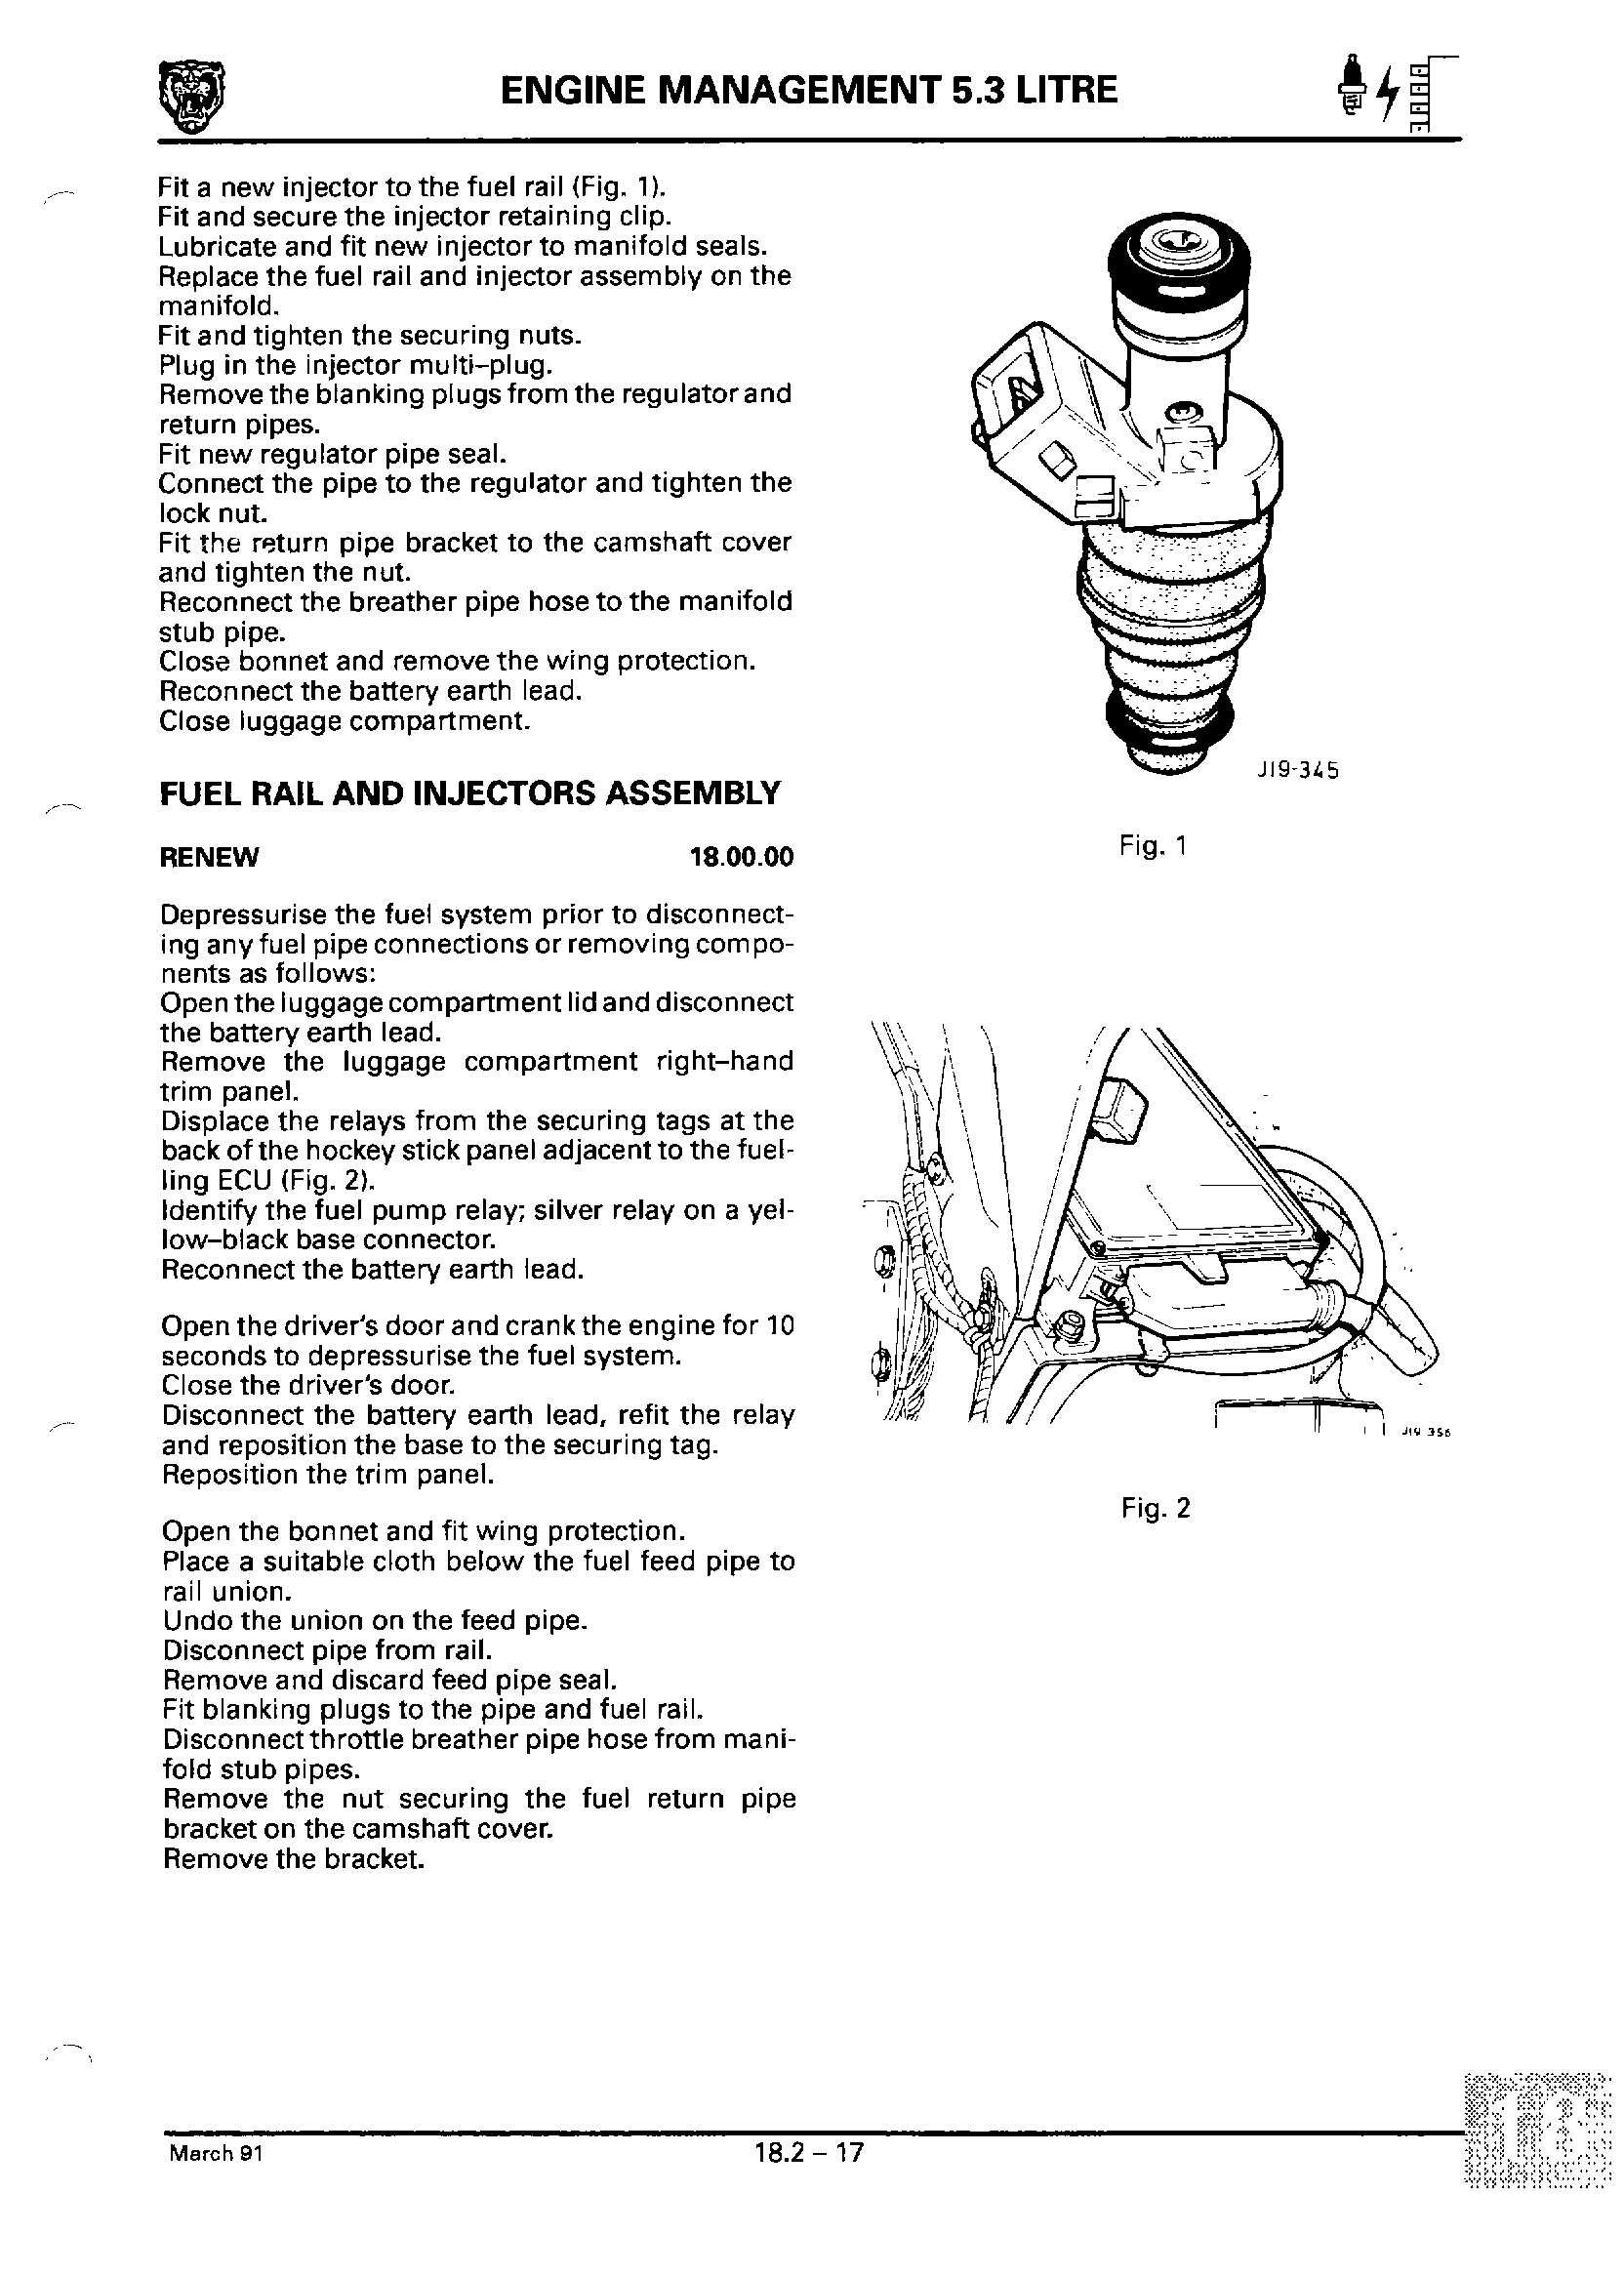 ENGINE MANAGEMENT 5.3 LITRE
Fit a new injector to the fuel rail (Fig. 1).
Fit and secure the injector retaining clip.
Lubricate and fit new injector to manifold seals.
Replace the fuel rail and injector assembly on the
manifold.
Fit and tighten the securing nuts.
Plug in the injector multi–plug.
Remove the blanking plugs from the regulator and
return pipes.
Fit new regulator pipe seal.
Connect the pipe to the regulator and tighten the
lock nut.
Fit the return pipe bracket to the camshaft cover
and tighten the nut.
Reconnect the breather pipe hose to the manifold
stub pipe.
Close bonnet and remove the wing protection.
Reconnect the battery earth lead.
Close luggage compartment.
FUEL RAIL AND INJECTORS ASSEMBLY
RENEW 18.00.00
Depressurise the fuel system prior to disconnect-
ing any fuel pipe connections or removing compo-
nents as follows:
Open the luggage compartment lid and disconnect
the battery earth lead.
Remove the luggage compartment right–hand
trim panel.
Displace the relays from the securing tags at the
back of the hockey stick panel adjacent to the fuel-
ling ECU (Fig. 2).
Identify the fuel pump relay; silver relay on a yel-
low–black base connector.
Reconnect the battery earth lead.
Open the driver's door and crank the engine for 10
seconds to depressurise the fuel system.
Close the driver's door.
Disconnect the battery earth lead, refit the relay
and reposition the base to the securing tag.
Reposition the trim panel.
Open the bonnet and fit wing protection.
Place a suitable cloth below the fuel feed pipe to
rail union.
Undo the union on the feed pipe.
Disconnect pipe from rail.
Remove and discard feed pipe seal.
Fit blanking plugs to the pipe and fuel rail.
Disconnect throttle breather pipe hose from mani-
fold stub pipes.
Remove the nut securing the fuel return pipe
bracket on the camshaft cover.
Remove the bracket.
J19-345
Fig. 1
J19 356
Fig. 2
March 91
18.2 – 17
18